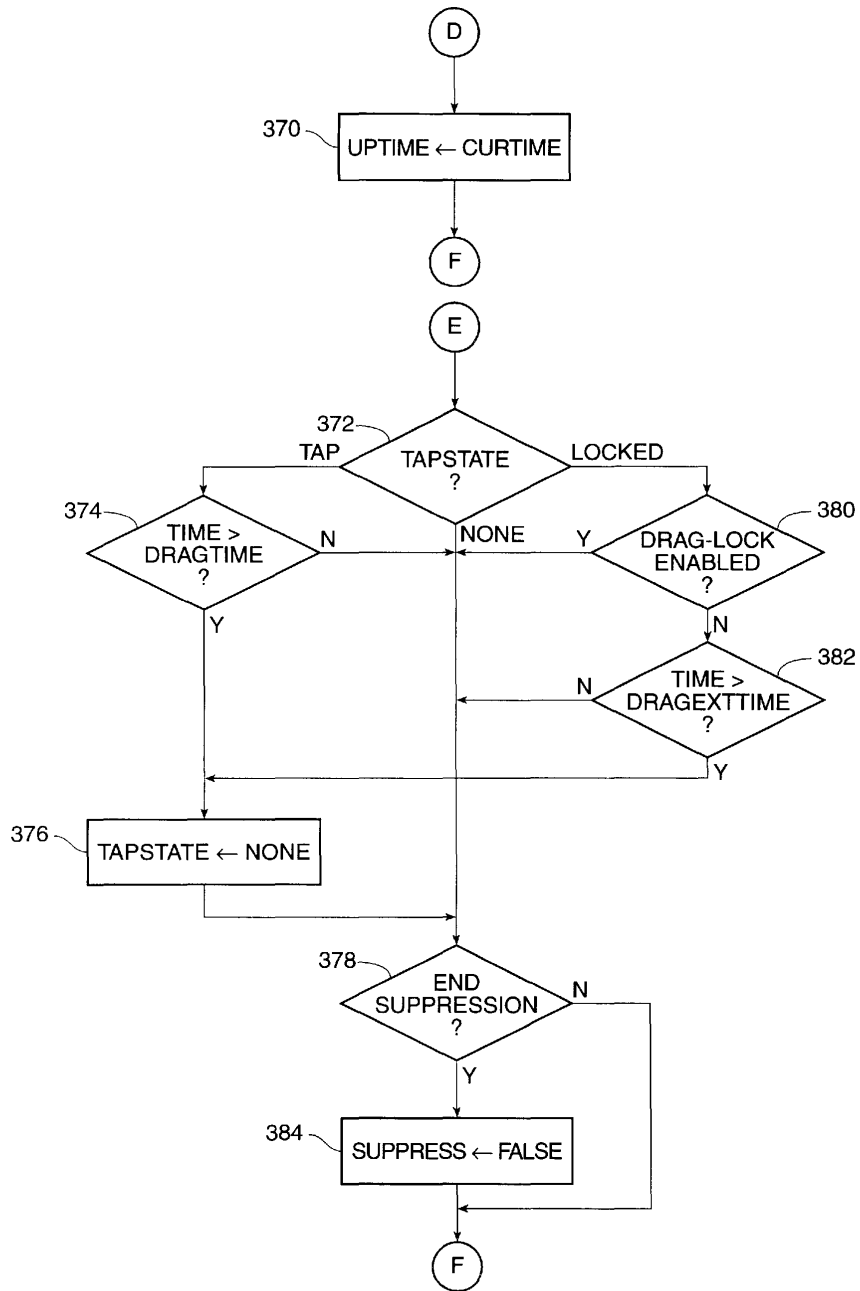 D
370
UPTIME ← CURTIME
F
E
372
TAP
TAPSTATE
?
LOCKED
NONE
374
TIME >
DRAGTIME
?
N
Y
380
DRAG-LOCK
ENABLED
?
Y
N
382
TIME >
DRAGEXTTIME
?
N
Y
376
TAPSTATE ← NONE
378
END
SUPPRESSION
?
N
Y
384
SUPPRESS ← FALSE
F